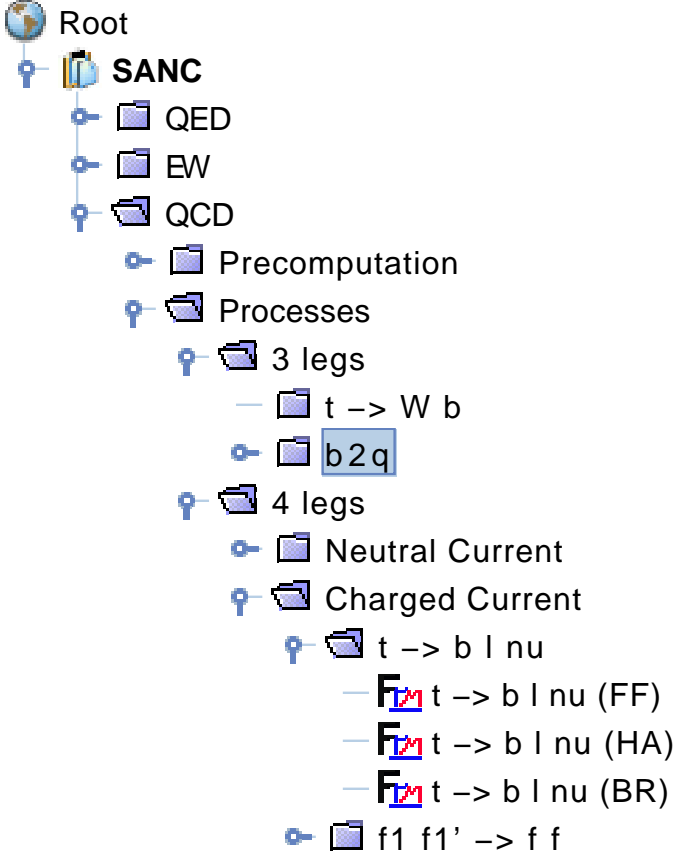 Root
SANC
QED
EW
QCD
Precomputation
Processes
3 legs
t –> W b
b2q
4 legs
Neutral Current
Charged Current
t –> b l nu
t –> b l nu (FF)
t –> b l nu (HA)
t –> b l nu (BR)
f1 f1' –> f f